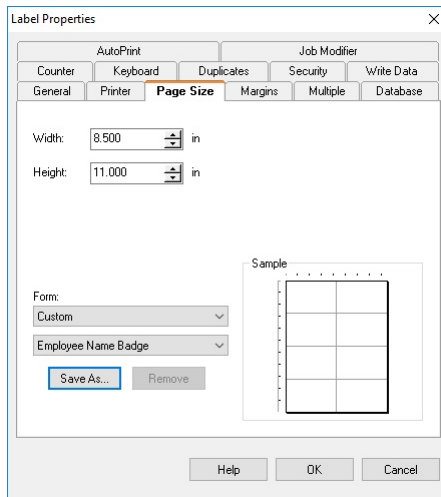 Label Properties
AutoPrint Job Modifier
Counter Keyboard Duplicates Security Write Data
General Printer Page Size Margins Multiple Database
Width: 8.500 in
Height: 11.000 in
Sample
Form:
Custom
Employee Name Badge
Save As... Remove
Help OK Cancel